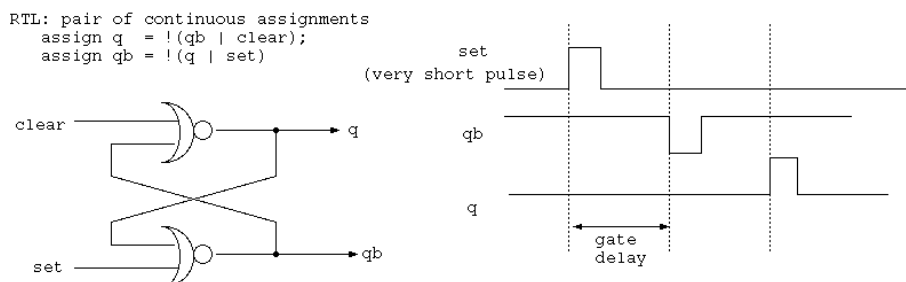 RTL: pair of continuous assignments
assign q = !(qb | clear);
assign qb = !(q | set)
clear
q
set
qb
set
(very short pulse)
qb
q
gate
delay